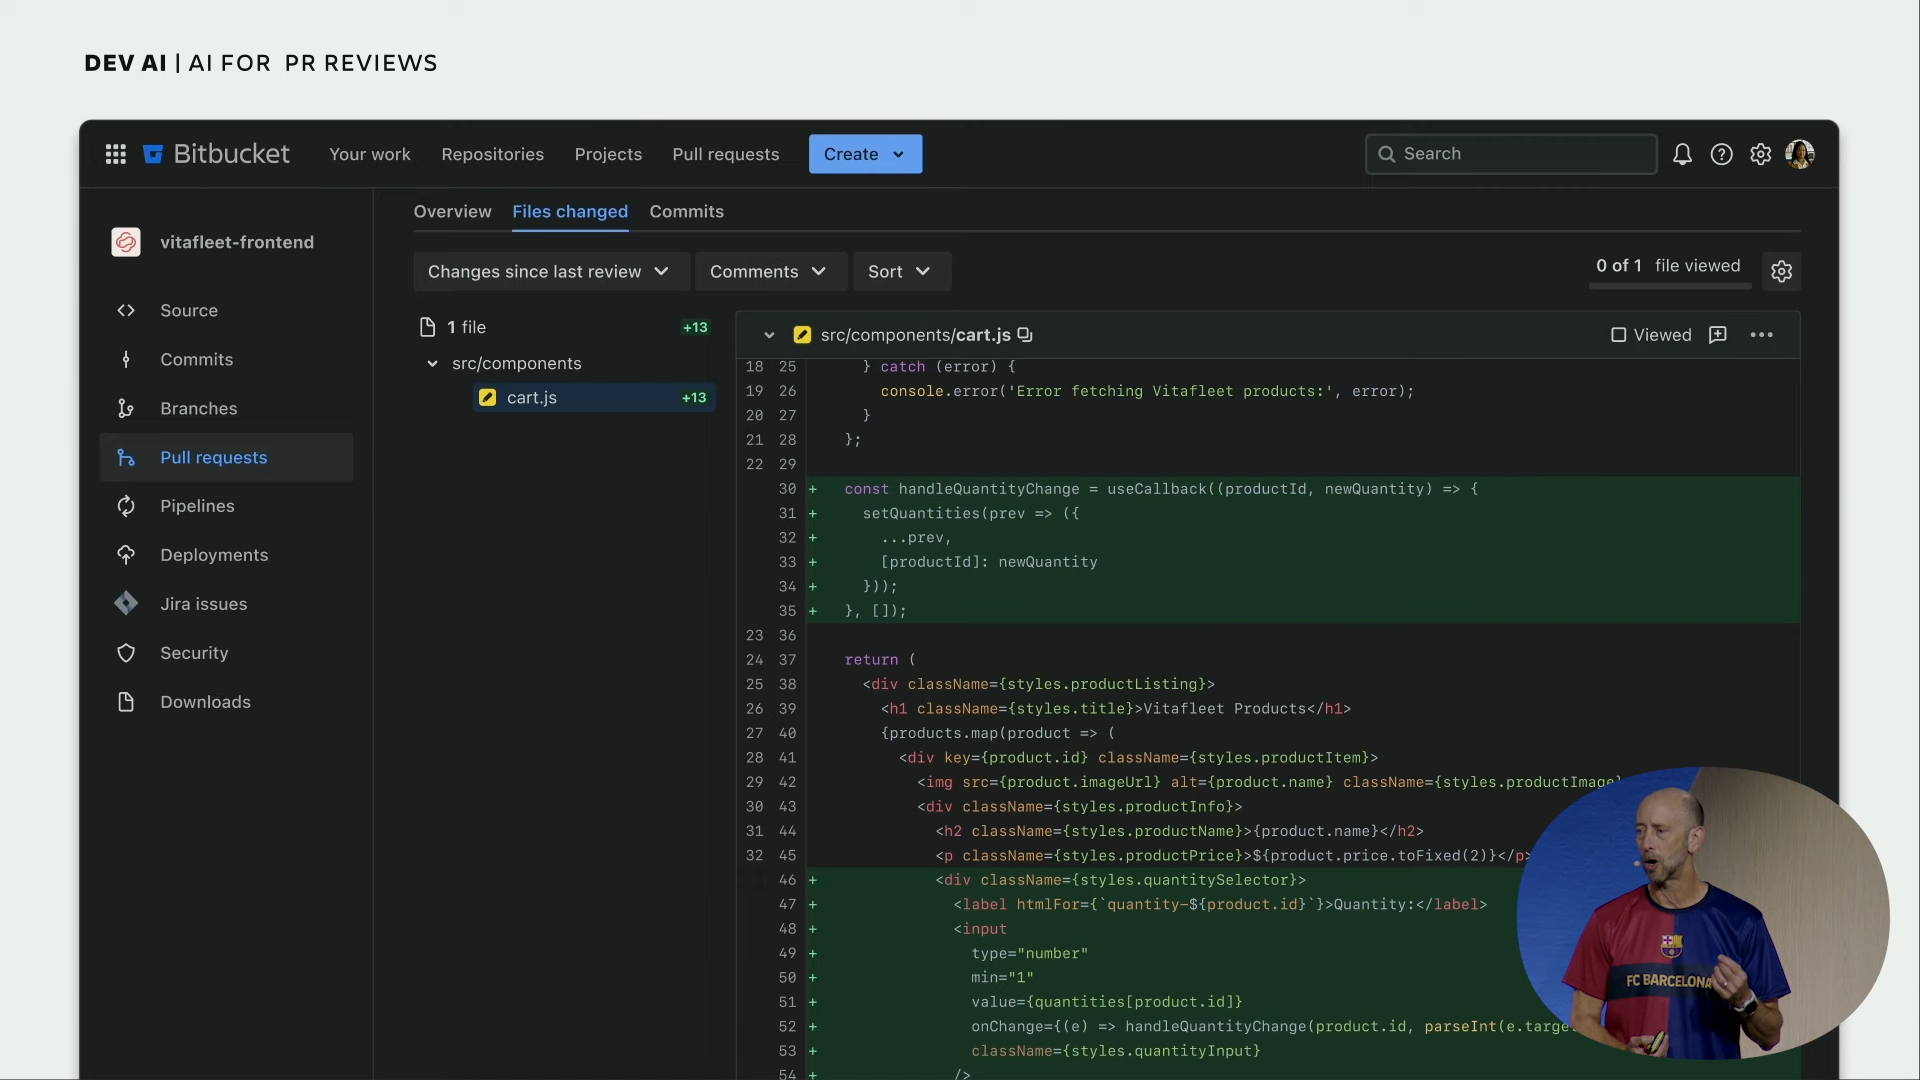 DEV AI | AI FOR PR REVIEWS
Bitbucket Your work Repositories Projects Pull requests Create Search
vitafleet-frontend
Source
Commits
Branches
Pull requests
Pipelines
Deployments
Jira issues
Security
Downloads
Overview Files changed Commits
Changes since last review Comments Sort 0 of 1 file viewed
1 file +13
src/components
cart.js +13
src/components/cart.js Viewed
18 25 } catch (error) {
19 26 console.error('Error fetching Vitafleet products:', error);
20 27 }
21 28 };
22 29
30 + const handleQuantityChange = useCallback((productId, newQuantity) => {
31 + setQuantities(prev => ({
32 + ...prev,
33 + [productId]: newQuantity
34 + }));
35 + }, []);
23 36
24 37 return (
25 38 <div className={styles.productListing}>
26 39 <h1 className={styles.title}>Vitafleet Products</h1>
27 40 {products.map(product => (
28 41 <div key={product.id} className={styles.productItem}>
29 42 <img src={product.imageUrl} alt={product.name} className={styles.productImage}
30 43 <div className={styles.productInfo}>
31 44 <h2 className={styles.productName}>{product.name}</h2>
32 45 <p className={styles.productPrice}>${product.price.toFixed(2)}</p>
46 + <div className={styles.quantitySelector}>
47 + <label htmlFor={`quantity-${product.id}`}>Quantity:</label>
48 + <input
49 + type="number"
50 + min="1"
51 + value={quantities[product.id]}
52 + onChange={(e) => handleQuantityChange(product.id, parseInt(e.targe
53 + className={styles.quantityInput}
54 + />
FC BARCELONA